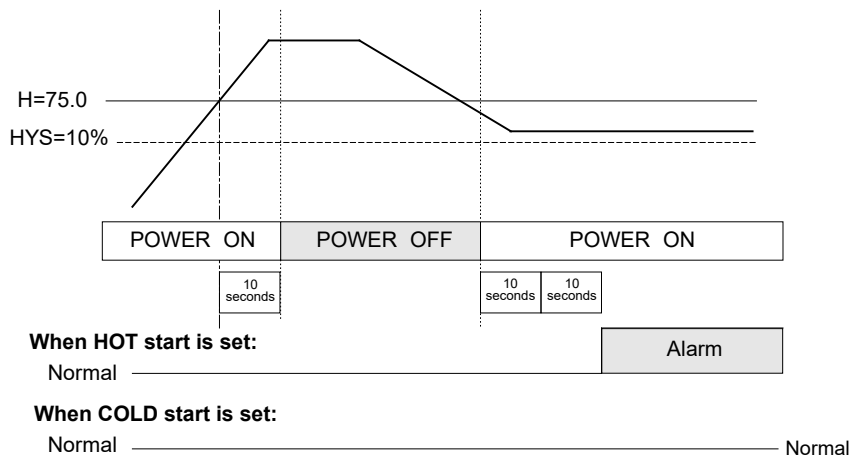 H=75.0
HYS=10%
POWER ON
POWER OFF
POWER ON
10
seconds
10
seconds
10
seconds
When HOT start is set:
Alarm
Normal
When COLD start is set:
Normal
Normal